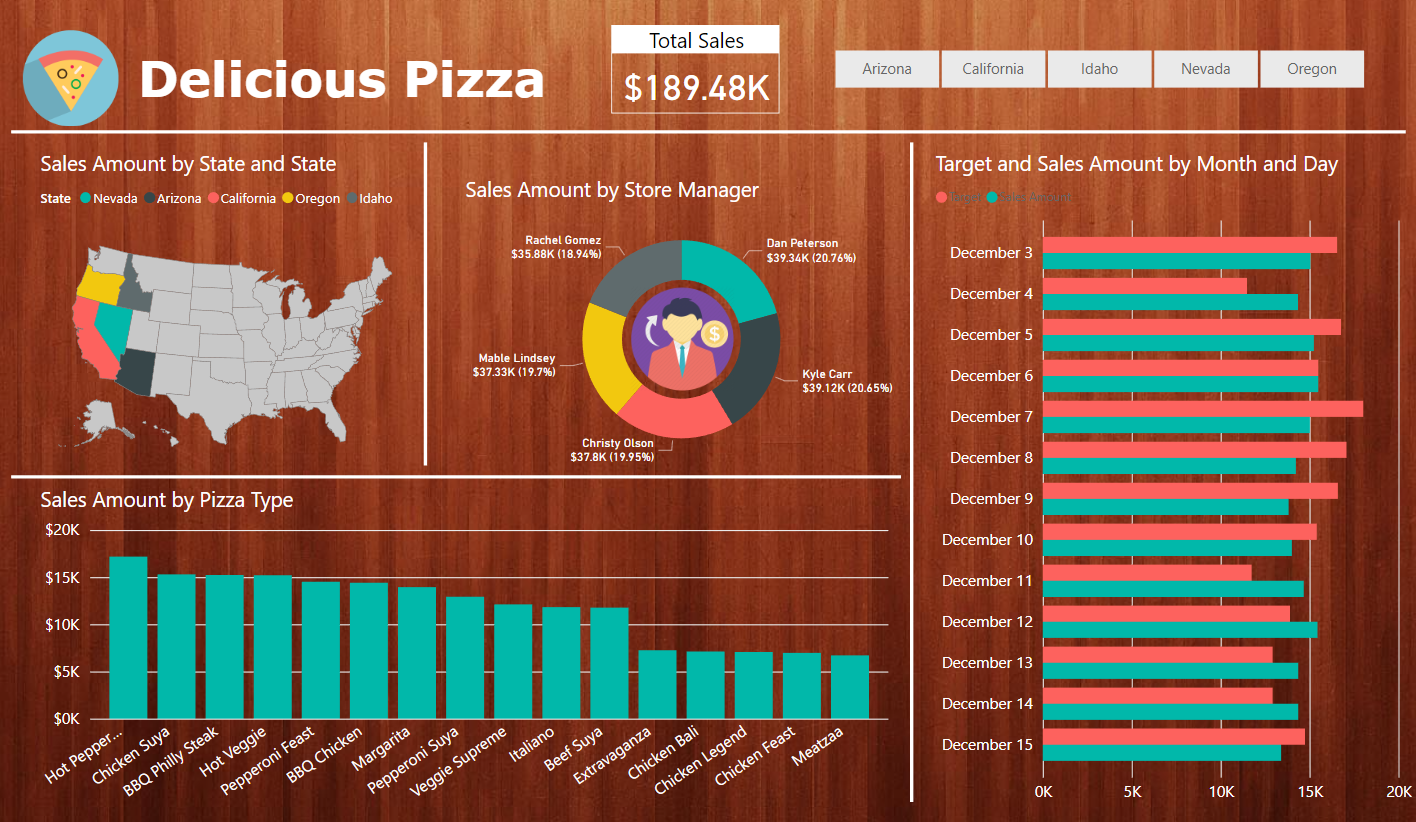 Delicious Pizza
Total Sales
$189.48K
Arizona
California
Idaho
Nevada
Oregon
Sales Amount by State and State
State Nevada Arizona California Oregon Idaho
Sales Amount by Store Manager
Rachel Gomez
$35.88K (18.94%)
Dan Peterson
$39.34K (20.76%)
Mable Lindsey
$37.33K (19.7%)
Kyle Carr
$39.12K (20.65%)
Christy Olson
$37.8K (19.95%)
$
Sales Amount by Pizza Type
$20K
$15K
$10K
$5K
$0K
Hot Pepper...
Chicken Suya
BBQ Philly Steak
Hot Veggie
Pepperoni Feast
BBQ Chicken
Margarita
Pepperoni Suya
Veggie Supreme
Italiano
Beef Suya
Extravaganza
Chicken Bali
Chicken Legend
Chicken Feast
Meatzaa
Target and Sales Amount by Month and Day
Target Sales Amount
December 3
December 4
December 5
December 6
December 7
December 8
December 9
December 10
December 11
December 12
December 13
December 14
December 15
0K
5K
10K
15K
20K